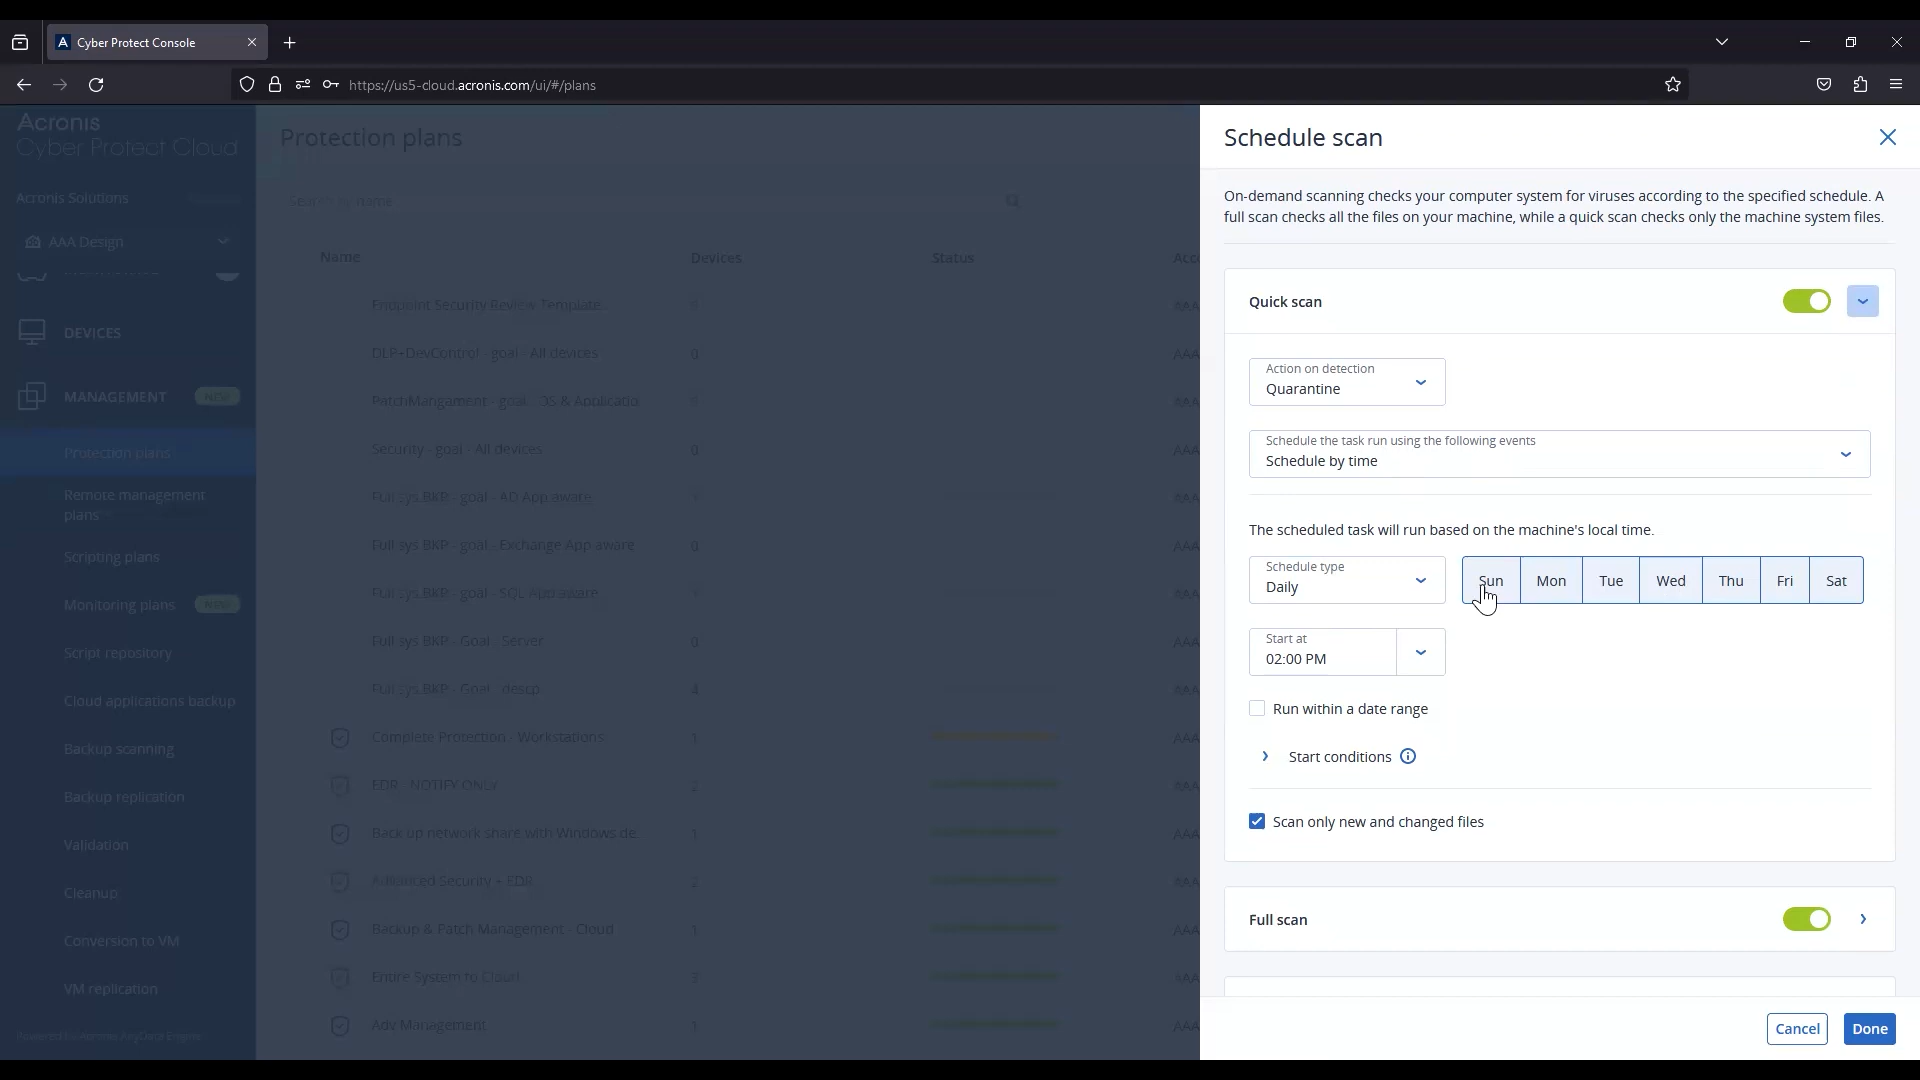 Cyber Protect Console
https://us5-cloud.acronis.com/ui/#/plans
Acronis
Cyber Protect Cloud
Acronis Solutions
AAA Design
DEVICES
MANAGEMENT NEW
Protection plans
Remote management
plans
Scripting plans
Monitoring plans NEW
Script repository
Cloud applications backup
Backup scanning
Backup replication
Validation
Cleanup
Conversion to VM
VM replication
Powered by Acronis AnyData Engine
Protection plans
Search by name
Name Devices Status
Endpoint Security Review Template
DLP+DevControl - goal - All devices 0 AAA
PatchMangament - goal - OS & Applicatio AAA
Security - goal - All devices 0 AAA
Full sys BKP - goal - AD App aware AAA
Full sys BKP - goal - Exchange App aware 0 AAA
Full sys BKP - goal - SQL App aware AAA
Full sys BKP - Goal - Server 0 AAA
Full sys BKP - Goal - descp 4 AAA
Complete Protection - Workstations 1 AAA
EDR - NOTIFY ONLY 2 AAA
Back up network share with Windows de 1 AAA
Advanced Security + EDR 2 AAA
Backup & Patch Management - Cloud 1 AAA
Entire System to Cloud 3 AAA
Adv Management 1 AAA
Schedule scan
On-demand scanning checks your computer system for viruses according to the specified schedule. A
full scan checks all the files on your machine, while a quick scan checks only the machine system files.
Quick scan
Action on detection
Quarantine
Schedule the task run using the following events
Schedule by time
The scheduled task will run based on the machine's local time.
Schedule type
Daily
Sun Mon Tue Wed Thu Fri Sat
Start at
02:00 PM
Run within a date range
Start conditions
Scan only new and changed files
Full scan
Cancel Done